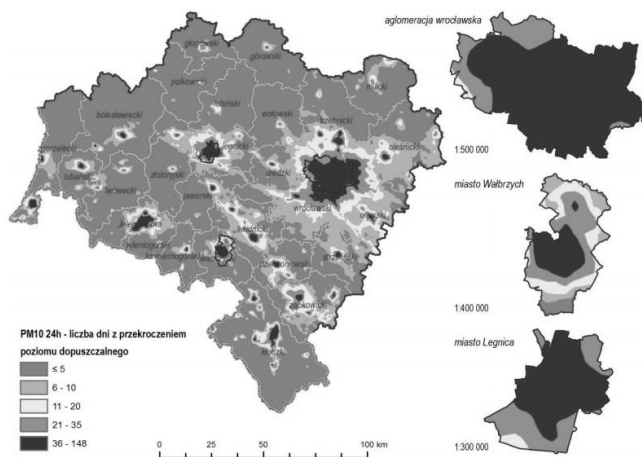 aglomeracja wrocławska
1:500 000
miasto Wałbrzych
1:400 000
miasto Legnica
1:300 000
głogowski
górowski
milicki
polkowicki
lubiński
wołowski
trzebnicki
bolesławiecki
zgorzelecki
legnicki
oleśnicki
lubański
złotoryjski
średzki
lwówecki
jaworski
wrocławski
oławski
Jelenia Góra
świdnicki
jeleniogórski
kamiennogórski
dzierżoniowski
strzeliński
ząbkowicki
kłodzki
PM10 24h - liczba dni z przekroczeniem
poziomu dopuszczalnego
≤ 5
6 - 10
11 - 20
21 - 35
36 - 148
0 25 50 100 km